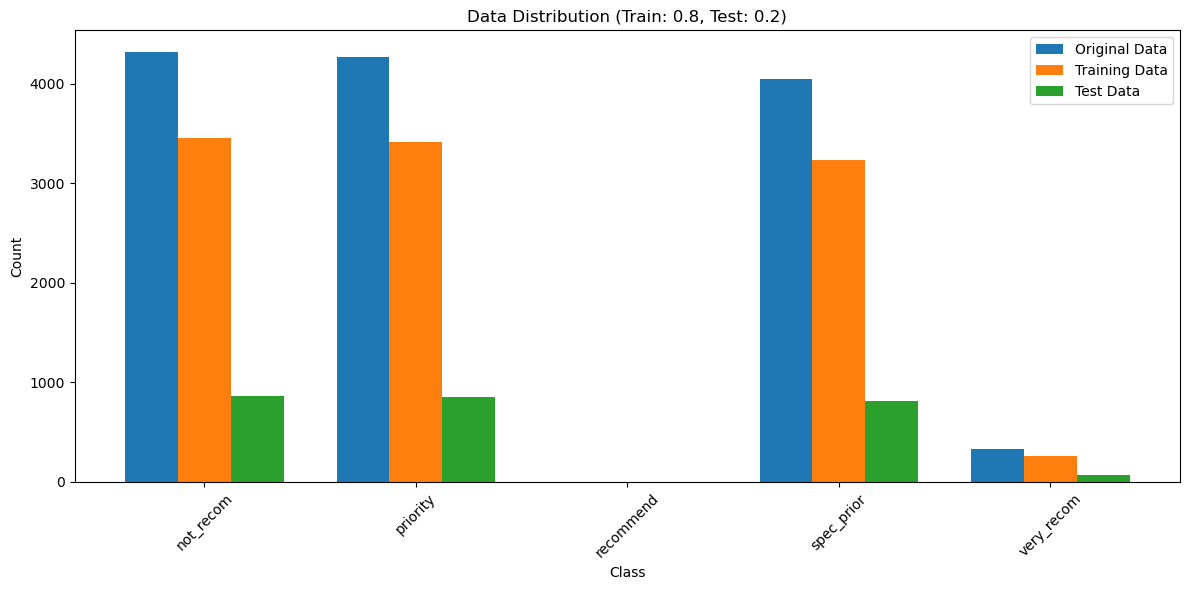 Data Distribution (Train: 0.8, Test: 0.2)
Original Data
Training Data
Test Data
4000
3000
2000
1000
0
Count
not_recom
priority
recommend
spec_prior
very_recom
Class